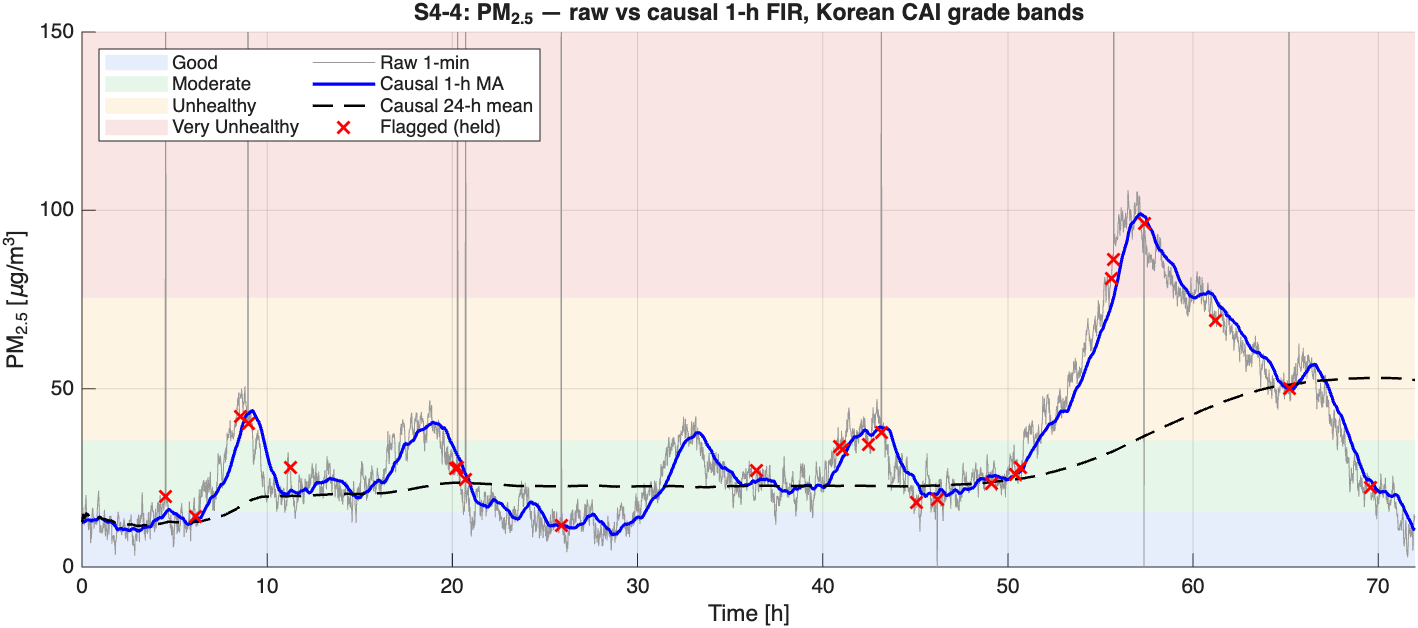 S4-4: PM2.5 — raw vs causal 1-h FIR, Korean CAI grade bands
150
100
50
0
PM2.5 [μg/m3]
Good
Moderate
Unhealthy
Very Unhealthy
Raw 1-min
Causal 1-h MA
Causal 24-h mean
Flagged (held)
0 10 20 30 40 50 60 70
Time [h]